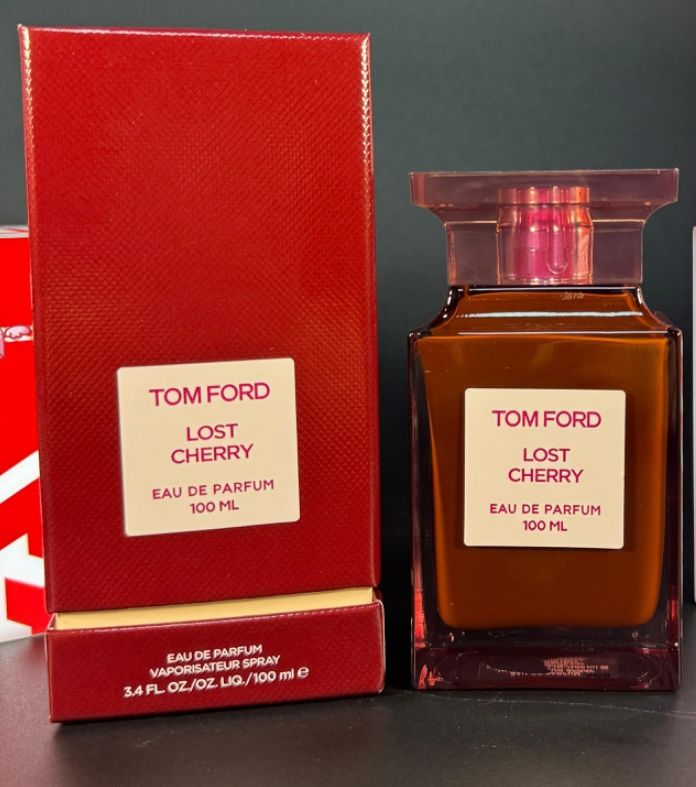 TOM FORD
LOST
CHERRY
EAU DE PARFUM
100 ML
EAU DE PARFUM
VAPORISATEUR SPRAY
3.4 FL. OZ./OZ. LIQ./100 ml e
TOM FORD
LOST
CHERRY
EAU DE PARFUM
100 ML